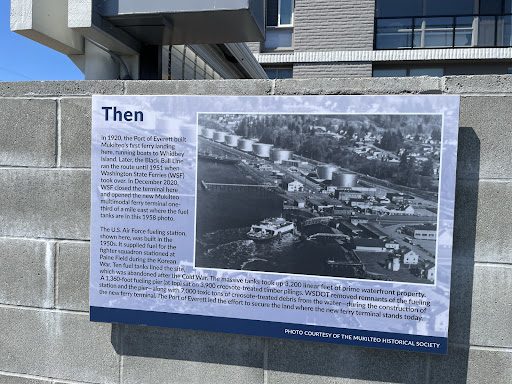 Then
In 1920, the Port of Everett built
Mukilteo's first ferry landing
here, running boats to Whidbey
Island. Later, the Black Ball Line
ran the route until 1951 when
Washington State Ferries (WSF)
took over. In December 2020,
WSF closed the terminal here
and opened the new Mukilteo
multimodal ferry terminal one-
third of a mile east where the fuel
tanks are in this 1958 photo.
The U.S. Air Force fueling station
shown here, was built in the
1950s. It supplied fuel for the
fighter squadron stationed at
Paine Field during the Korean
War. Ten fuel tanks lined the site,
which was abandoned after the Cold War. The massive tanks took up 3,200 linear feet of prime waterfront property.
A 1,360-foot fueling pier (at top) sat on 3,900 creosote-treated timber pilings. WSDOT removed remnants of the fueling
station and the pier—along with 7,000 toxic tons of creosote-treated debris from the water—during the construction of
the new ferry terminal. The Port of Everett led the effort to secure the land where the new ferry terminal stands today.
PHOTO COURTESY OF THE MUKILTEO HISTORICAL SOCIETY